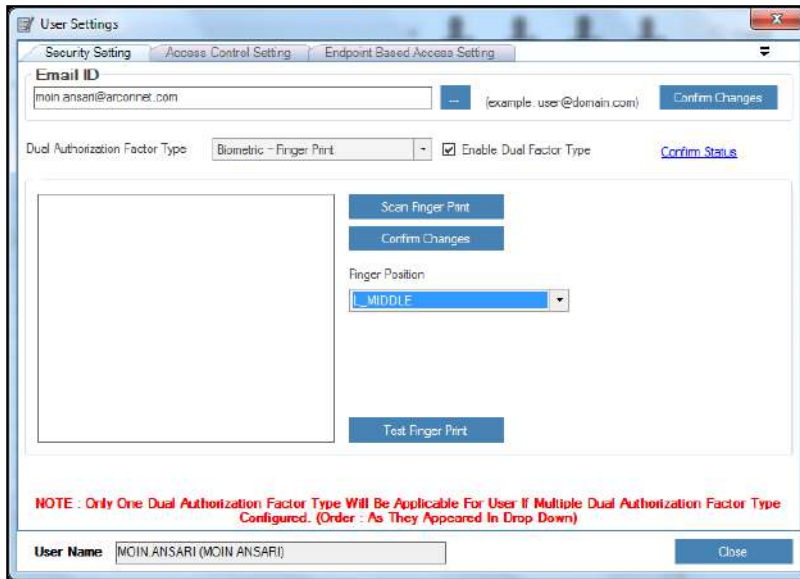 User Settings
Security Setting Access Control Setting Endpoint Based Access Setting
Email ID
moin.ansari@arconnet.com ... (example: user@domain.com) Confirm Changes
Dual Authorization Factor Type Biometric - Finger Print Enable Dual Factor Type Confirm Status
Scan Finger Print
Confirm Changes
Finger Position
L_MIDDLE
Test Finger Print
NOTE : Only One Dual Authorization Factor Type Will Be Applicable For User If Multiple Dual Authorization Factor Type
Configured. (Order : As They Appeared In Drop Down)
User Name MOIN.ANSARI (MOIN ANSARI) Close